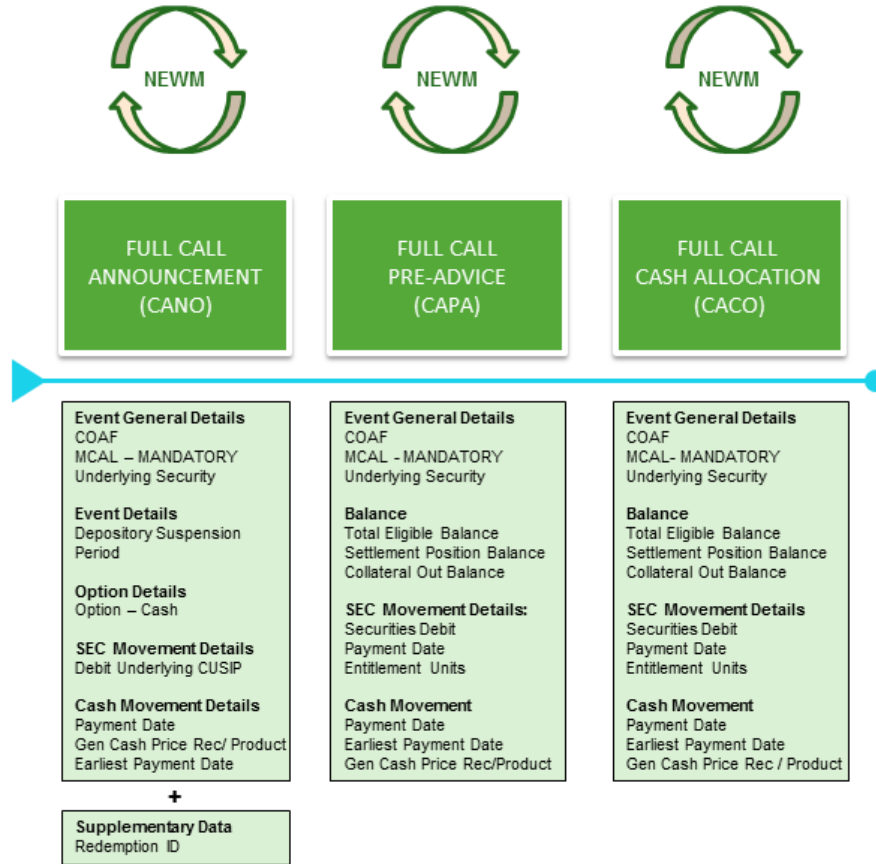 NEWM
NEWM
NEWM
FULL CALL
ANNOUNCEMENT
(CANO)
FULL CALL
PRE-ADVICE
(CAPA)
FULL CALL
CASH ALLOCATION
(CACO)
Event General Details
COAF
MCAL – MANDATORY
Underlying Security
Event Details
Depository Suspension
Period
Option Details
Option – Cash
SEC Movement Details
Debit Underlying CUSIP
Cash Movement Details
Payment Date
Gen Cash Price Rec/ Product
Earliest Payment Date
+
Supplementary Data
Redemption ID
Event General Details
COAF
MCAL - MANDATORY
Underlying Security
Balance
Total Eligible Balance
Settlement Position Balance
Collateral Out Balance
SEC Movement Details:
Securities Debit
Payment Date
Entitlement Units
Cash Movement
Payment Date
Earliest Payment Date
Gen Cash Price Rec/Product
Event General Details
COAF
MCAL- MANDATORY
Underlying Security
Balance
Total Eligible Balance
Settlement Position Balance
Collateral Out Balance
SEC Movement Details
Securities Debit
Payment Date
Entitlement Units
Cash Movement
Payment Date
Earliest Payment Date
Gen Cash Price Rec / Product